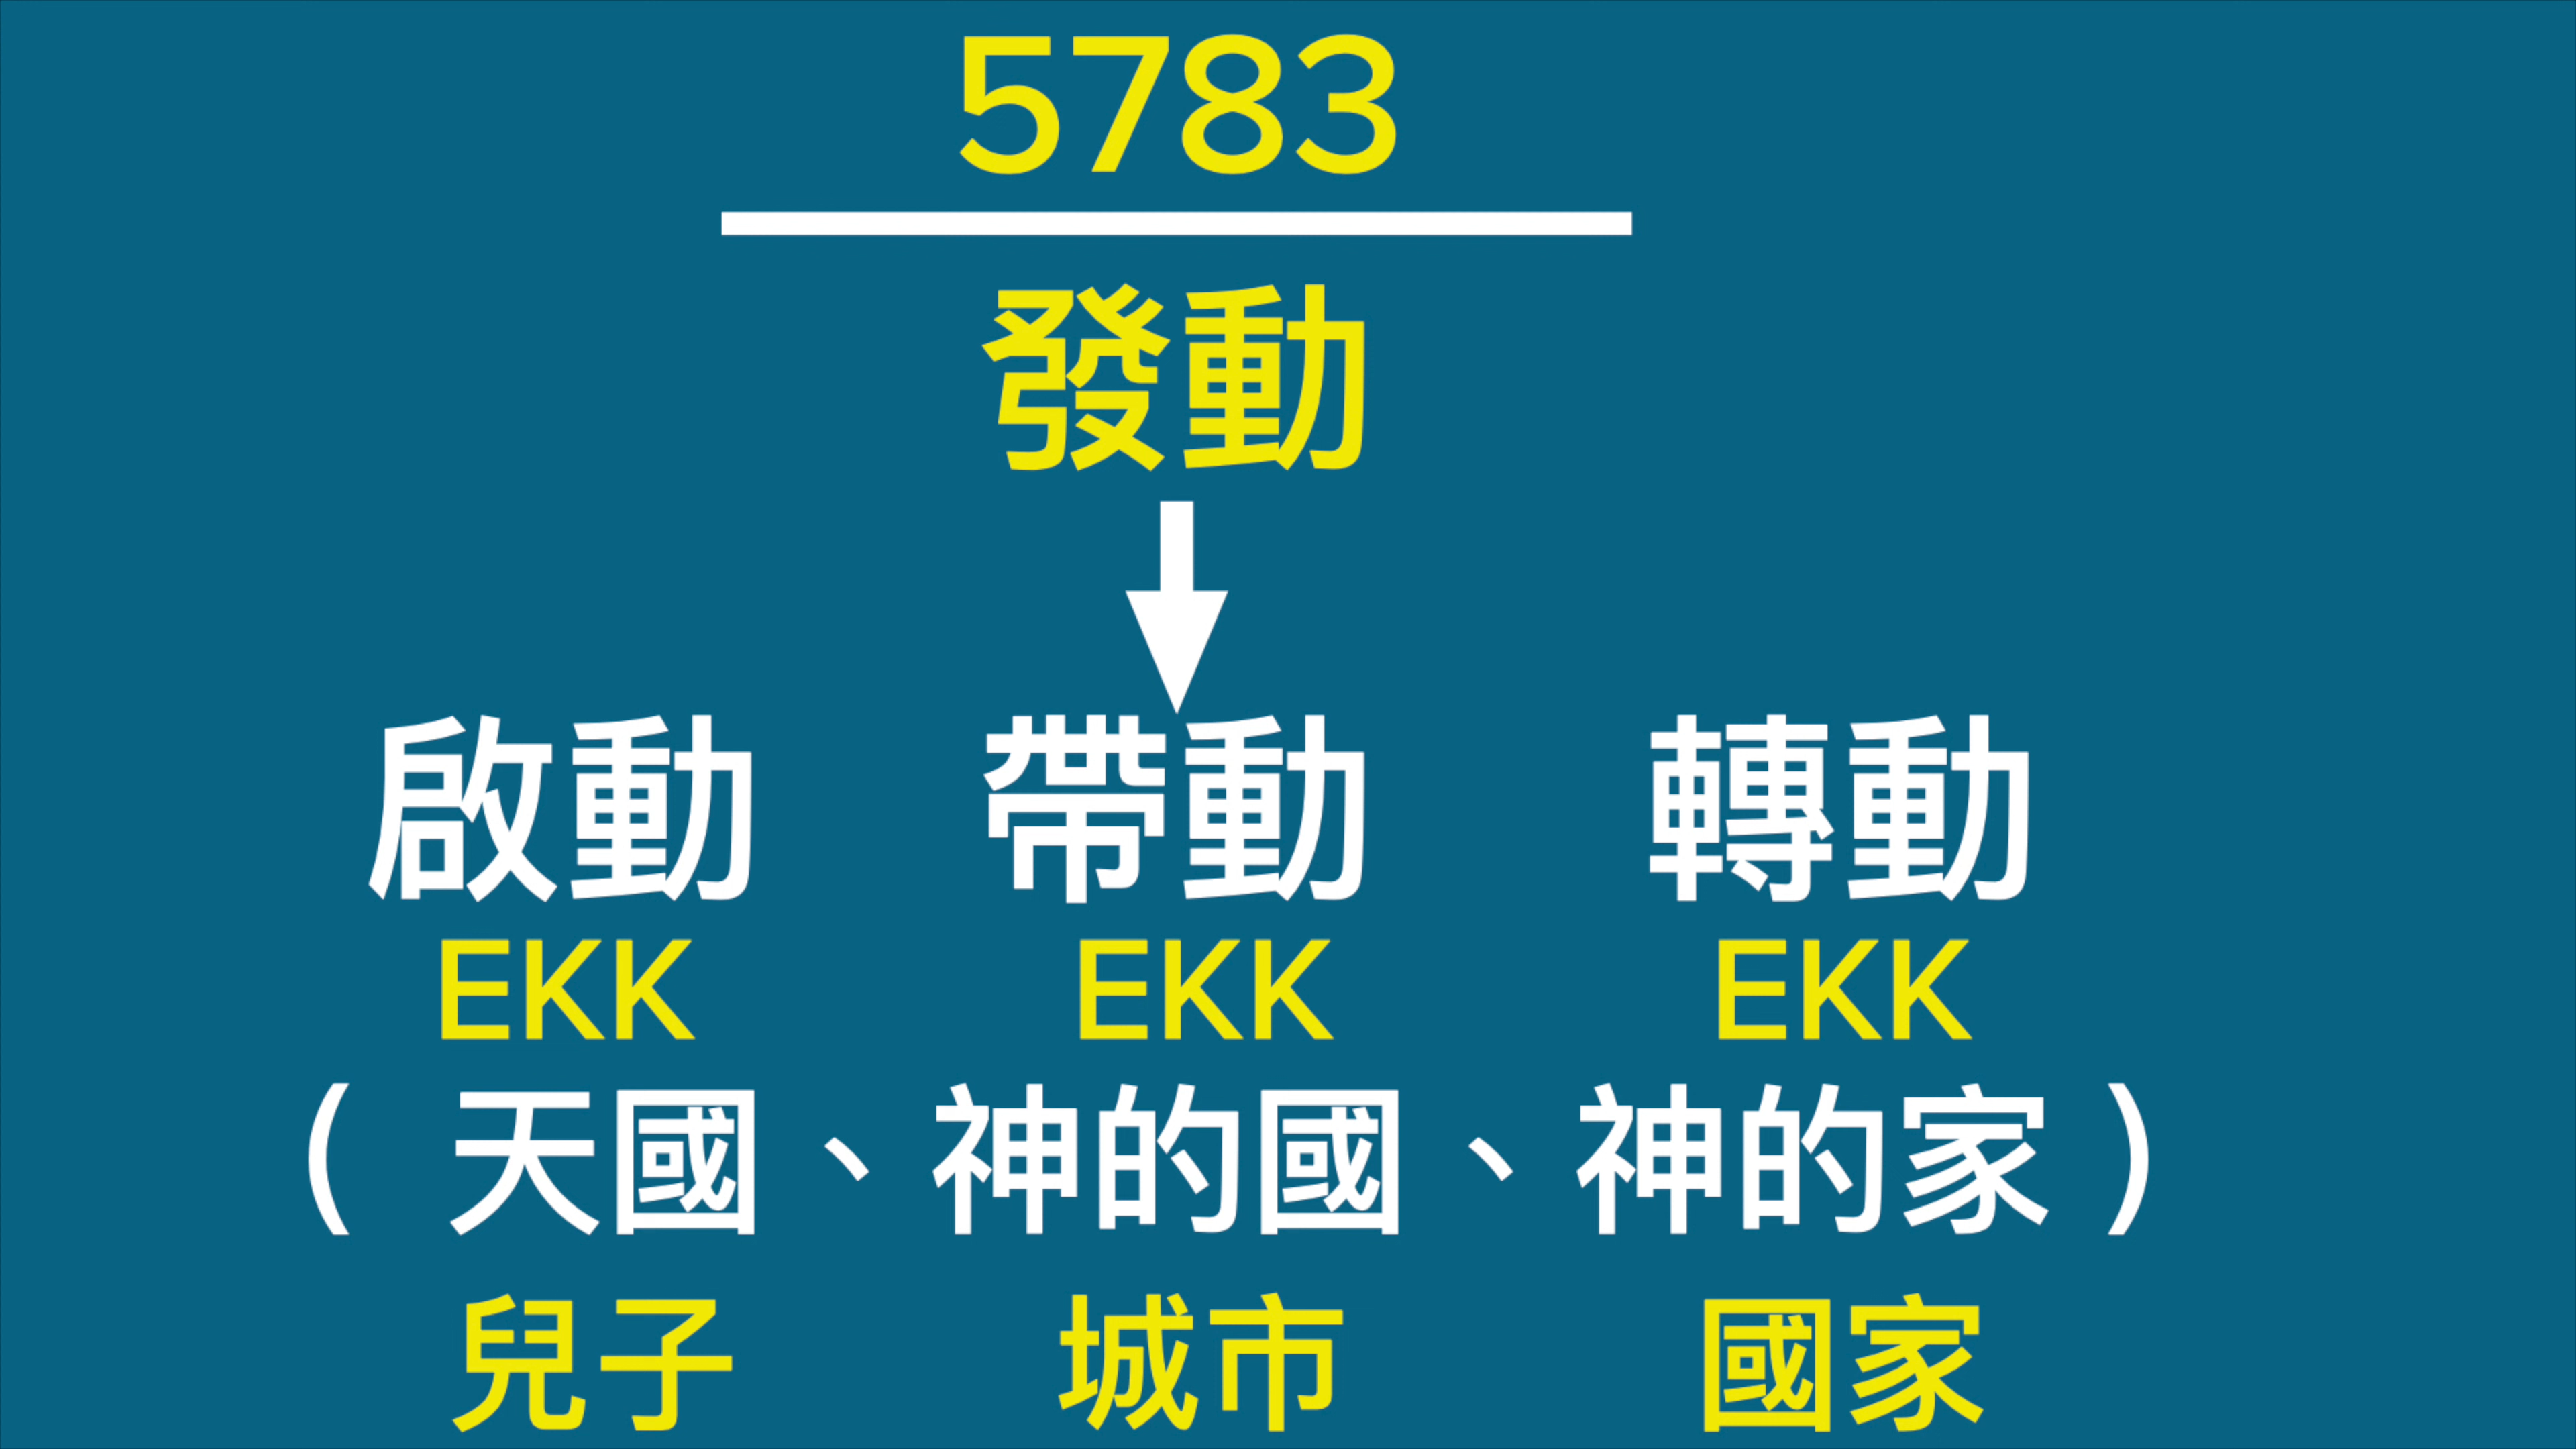 5783
發動
啟動 帶動 轉動
EKK EKK EKK
( 天國、神的國、神的家 )
兒子 城市 國家